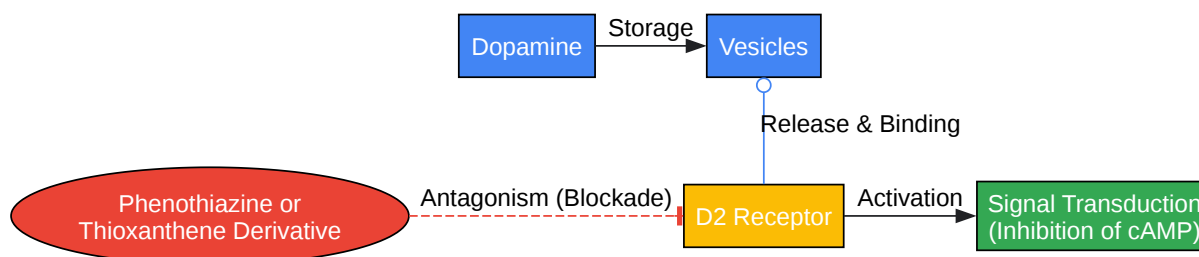 Dopamine
Storage
Vesicles
Release & Binding
Phenothiazine or
Thioxanthene Derivative
Antagonism (Blockade)
D2 Receptor
Activation
Signal Transduction
(Inhibition of cAMP)